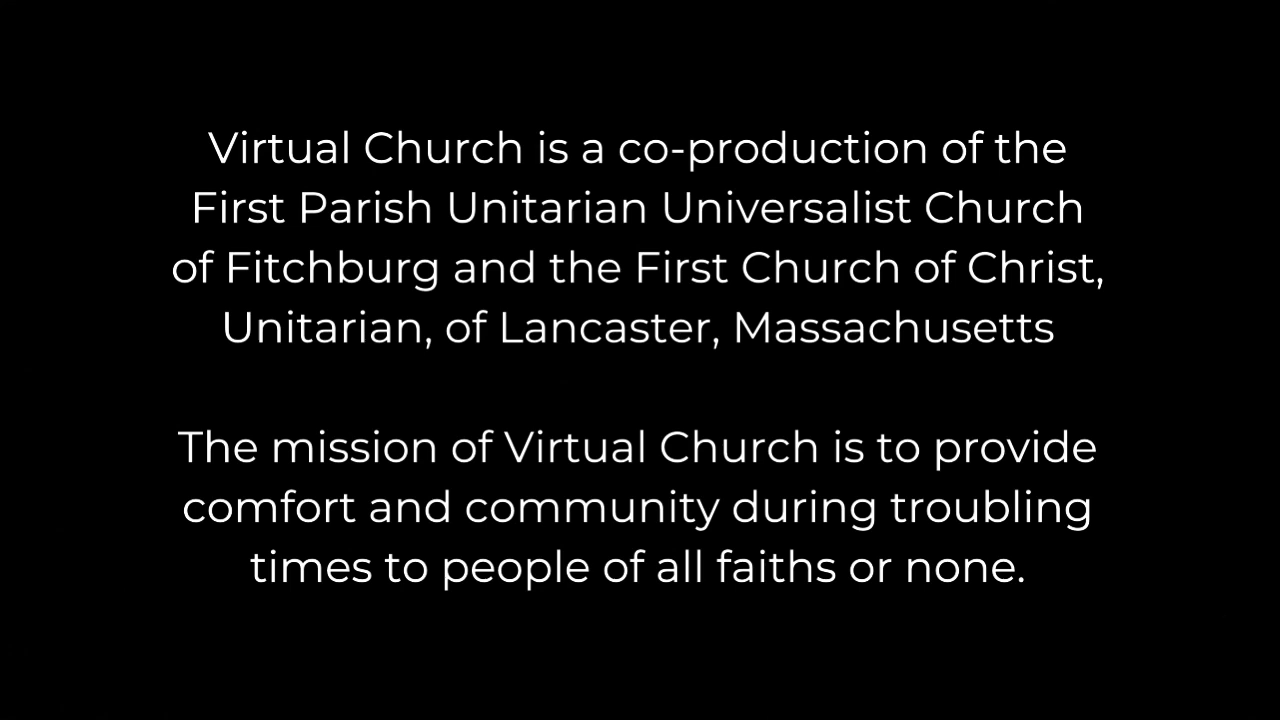 Virtual Church is a co-production of the
First Parish Unitarian Universalist Church
of Fitchburg and the First Church of Christ,
Unitarian, of Lancaster, Massachusetts
The mission of Virtual Church is to provide
comfort and community during troubling
times to people of all faiths or none.